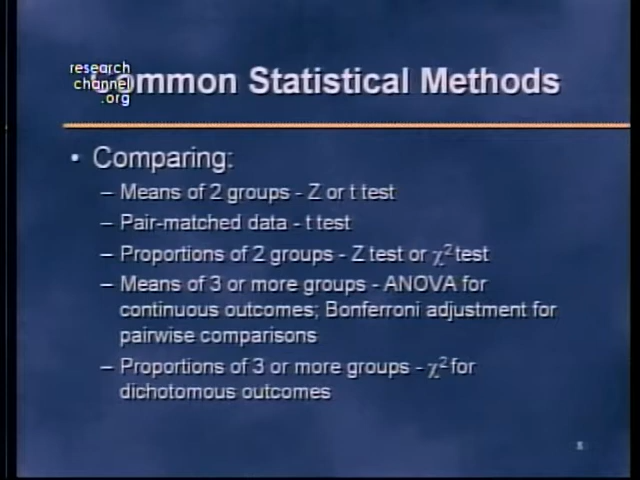 research
channel
.org
Common Statistical Methods
• Comparing:
– Means of 2 groups - Z or t test
– Pair-matched data - t test
– Proportions of 2 groups - Z test or χ² test
– Means of 3 or more groups - ANOVA for
continuous outcomes; Bonferroni adjustment for
pairwise comparisons
– Proportions of 3 or more groups - χ² for
dichotomous outcomes